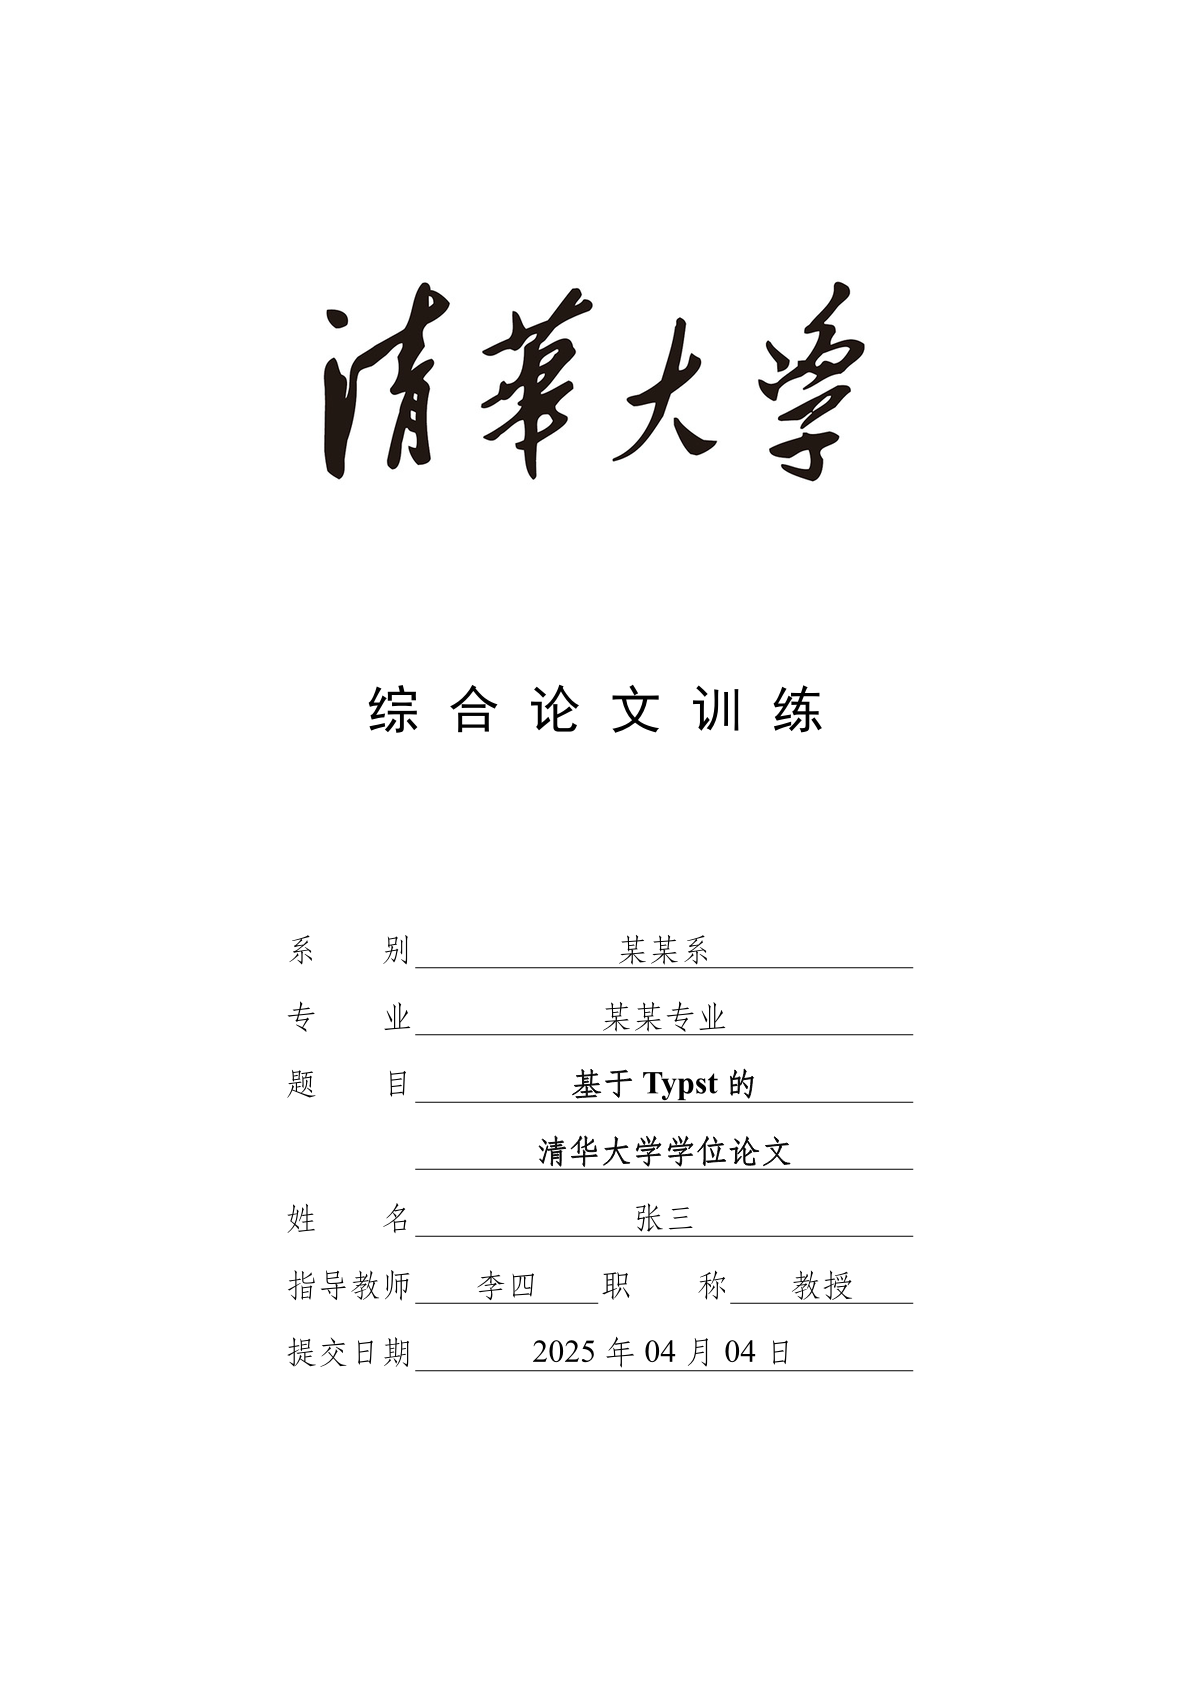 清華大学
综合论文训练
系别 某某系
专业 某某专业
题目 基于 Typst 的
清华大学学位论文
姓名 张三
指导教师 李四 职称 教授
提交日期 2025 年 04 月 04 日